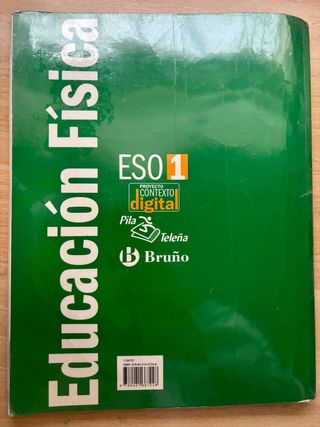 Educación Física
ESO 1
PROYECTO
CONTEXTO
digital
Pila
Teleña
B Bruño